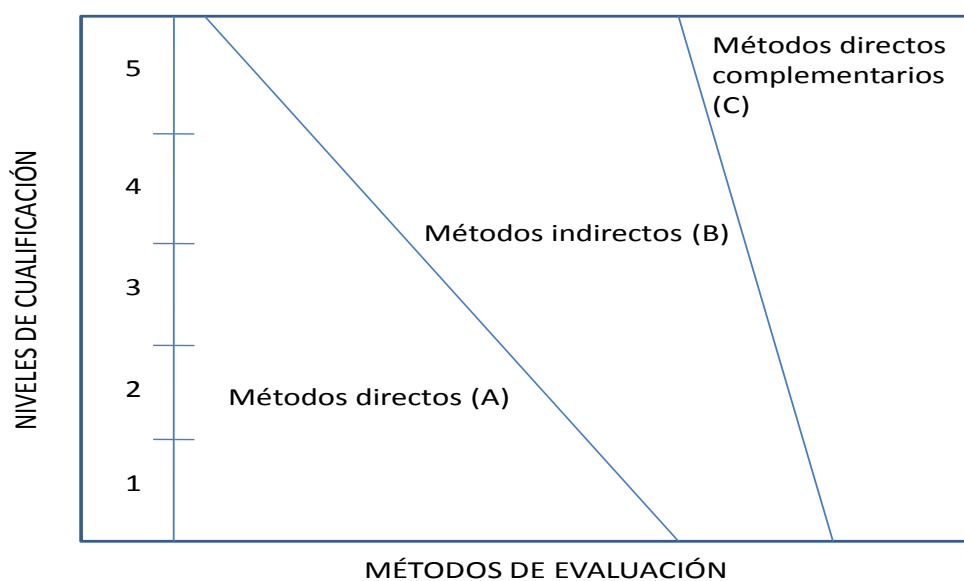 Métodos directos
complementarios
(C)
5
4
Métodos indirectos (B)
3
2
Métodos directos (A)
1
NIVELES DE CUALIFICACIÓN
MÉTODOS DE EVALUACIÓN